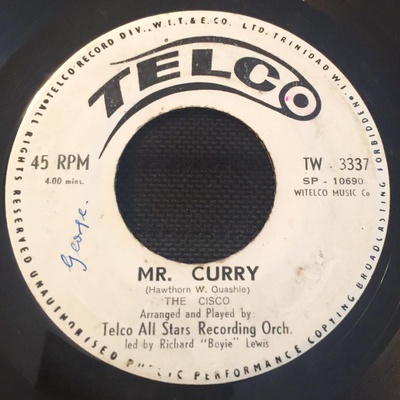 TELCO RECORD DIV., W.I.T.& E.CO. LTD. TRINIDAD W.I.
ALL RIGHTS RESERVED UNAUTHORISED PUBLIC PERFORMANCE COPYING BROADCASTING FORBIDDEN
TELCO
45 RPM
4.00 mins.
TW - 3337
SP - 10690
WITELCO MUSIC Co
George.
MR. CURRY
(Hawthorn W. Quashie)
THE CISCO
Arranged and Played by:
Telco All Stars Recording Orch.
led by Richard "Boyie" Lewis